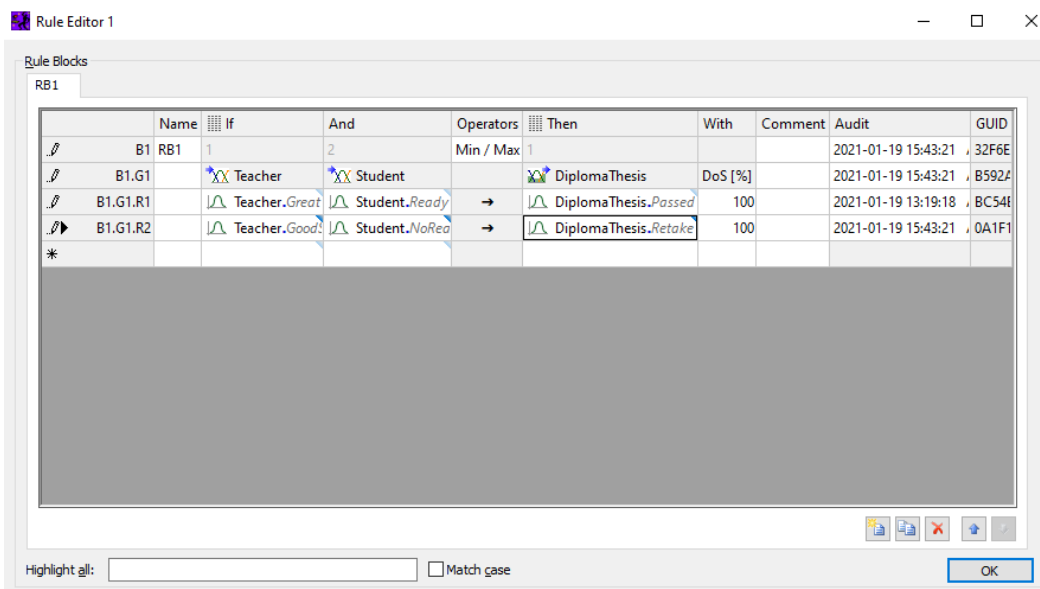 Rule Editor 1
Rule Blocks
RB1
Name If And Operators Then With Comment Audit GUID
B1 RB1 1 2 Min / Max 1 2021-01-19 15:43:21 32F6E
B1.G1 Teacher Student DiplomaThesis DoS [%] 2021-01-19 15:43:21 B592A
B1.G1.R1 Teacher.Great Student.Ready → DiplomaThesis.Passed 100 2021-01-19 13:19:18 BC54E
B1.G1.R2 Teacher.Good Student.NoRea → DiplomaThesis.Retake 100 2021-01-19 15:43:21 0A1F1
*
Highlight all: Match case OK